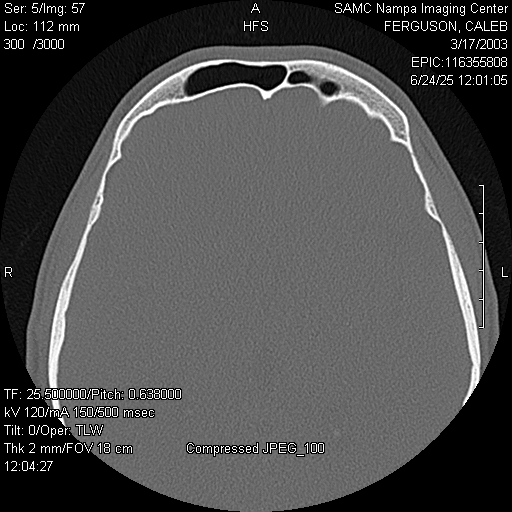 Ser: 5/Img: 57
Loc: 112 mm
300 /3000
A
HFS
SAMC Nampa Imaging Center
FERGUSON, CALEB
3/17/2003
EPIC:116355808
6/24/25 12:01:05
R
L
TF: 25.500000/Pitch: 0.638000
kV 120/mA 150/500 msec
Tilt: 0/Oper: TLW
Thk 2 mm/FOV 18 cm
12:04:27
Compressed JPEG_100